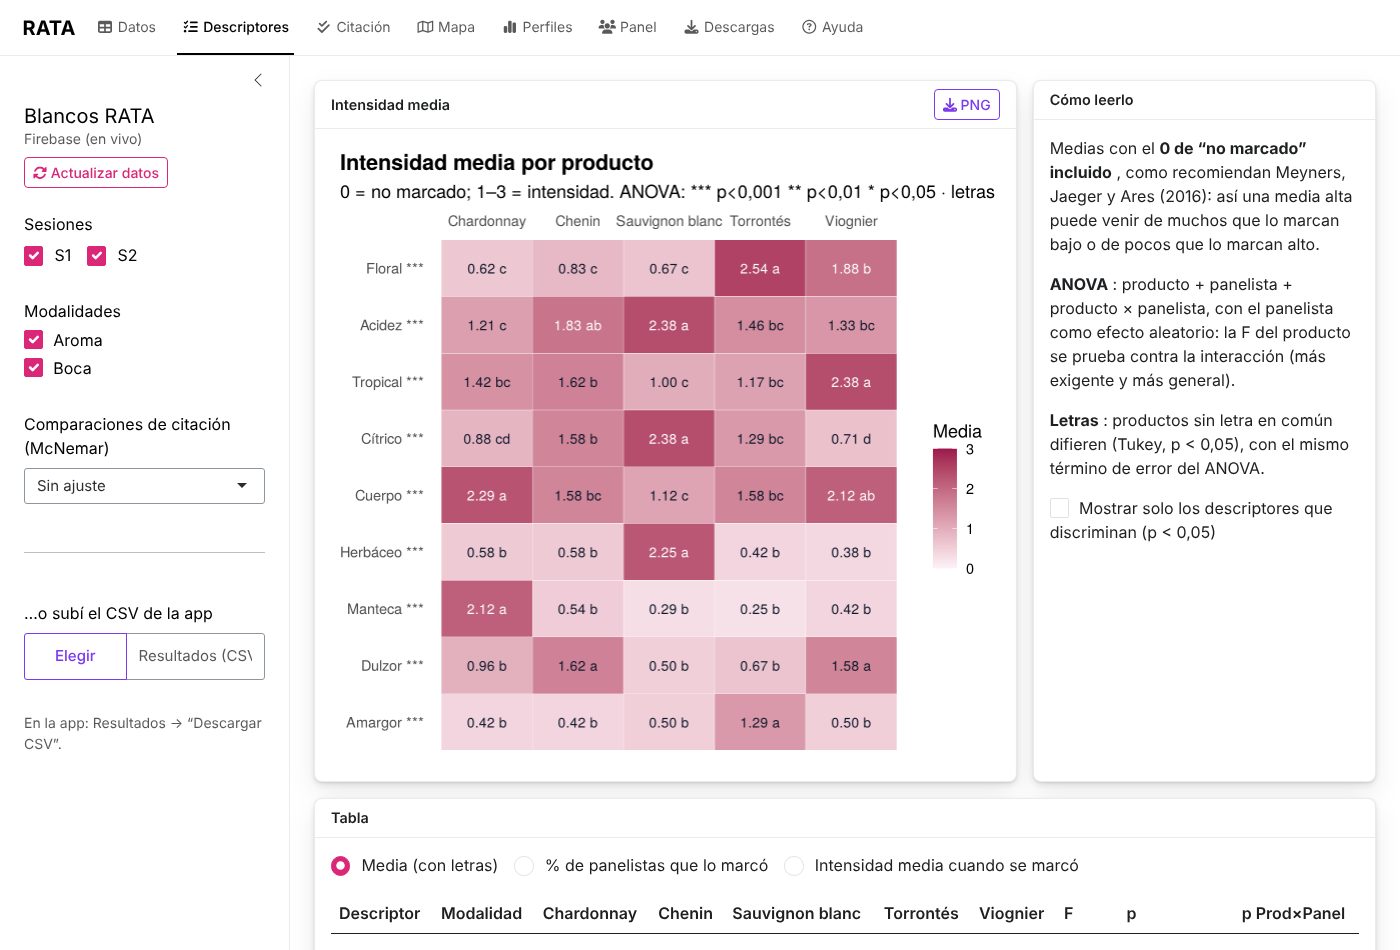 RATA
Datos
Descriptores
Citación
Mapa
Perfiles
Panel
Descargas
Ayuda
Blancos RATA
Firebase (en vivo)
Actualizar datos
Sesiones
S1 S2
Modalidades
Aroma
Boca
Comparaciones de citación
(McNemar)
Sin ajuste
...o subí el CSV de la app
Elegir Resultados (CSV
En la app: Resultados → “Descargar
CSV”.
Intensidad media
PNG
Intensidad media por producto
0 = no marcado; 1–3 = intensidad. ANOVA: *** p<0,001 ** p<0,01 * p<0,05 · letras
Chardonnay Chenin Sauvignon blanc Torrontés Viognier
Floral *** 0.62 c 0.83 c 0.67 c 2.54 a 1.88 b
Acidez *** 1.21 c 1.83 ab 2.38 a 1.46 bc 1.33 bc
Tropical *** 1.42 bc 1.62 b 1.00 c 1.17 bc 2.38 a
Cítrico *** 0.88 cd 1.58 b 2.38 a 1.29 bc 0.71 d
Cuerpo *** 2.29 a 1.58 bc 1.12 c 1.58 bc 2.12 ab
Herbáceo *** 0.58 b 0.58 b 2.25 a 0.42 b 0.38 b
Manteca *** 2.12 a 0.54 b 0.29 b 0.25 b 0.42 b
Dulzor *** 0.96 b 1.62 a 0.50 b 0.67 b 1.58 a
Amargor *** 0.42 b 0.42 b 0.50 b 1.29 a 0.50 b
Media
3
2
1
0
Cómo leerlo
Medias con el 0 de “no marcado”
incluido , como recomiendan Meyners,
Jaeger y Ares (2016): así una media alta
puede venir de muchos que lo marcan
bajo o de pocos que lo marcan alto.
ANOVA : producto + panelista +
producto × panelista, con el panelista
como efecto aleatorio: la F del producto
se prueba contra la interacción (más
exigente y más general).
Letras : productos sin letra en común
difieren (Tukey, p < 0,05), con el mismo
término de error del ANOVA.
Mostrar solo los descriptores que
discriminan (p < 0,05)
Tabla
Media (con letras) % de panelistas que lo marcó Intensidad media cuando se marcó
Descriptor Modalidad Chardonnay Chenin Sauvignon blanc Torrontés Viognier F p p Prod×Panel